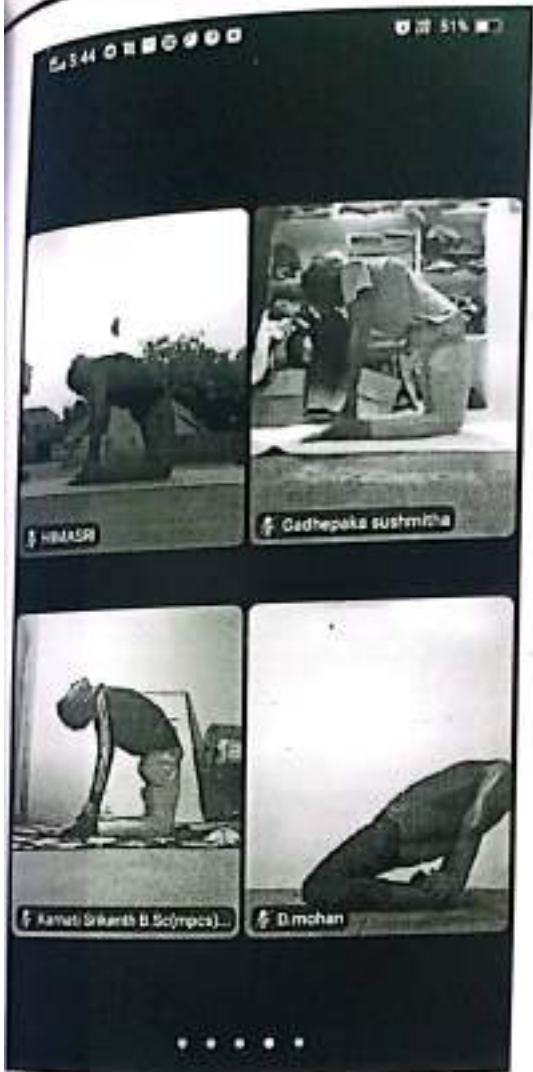 5:44 51%
HIMASRI
Gadhepaka sushmitha
Kamati Srikanth B.Sc(mpcs)...
D.mohan